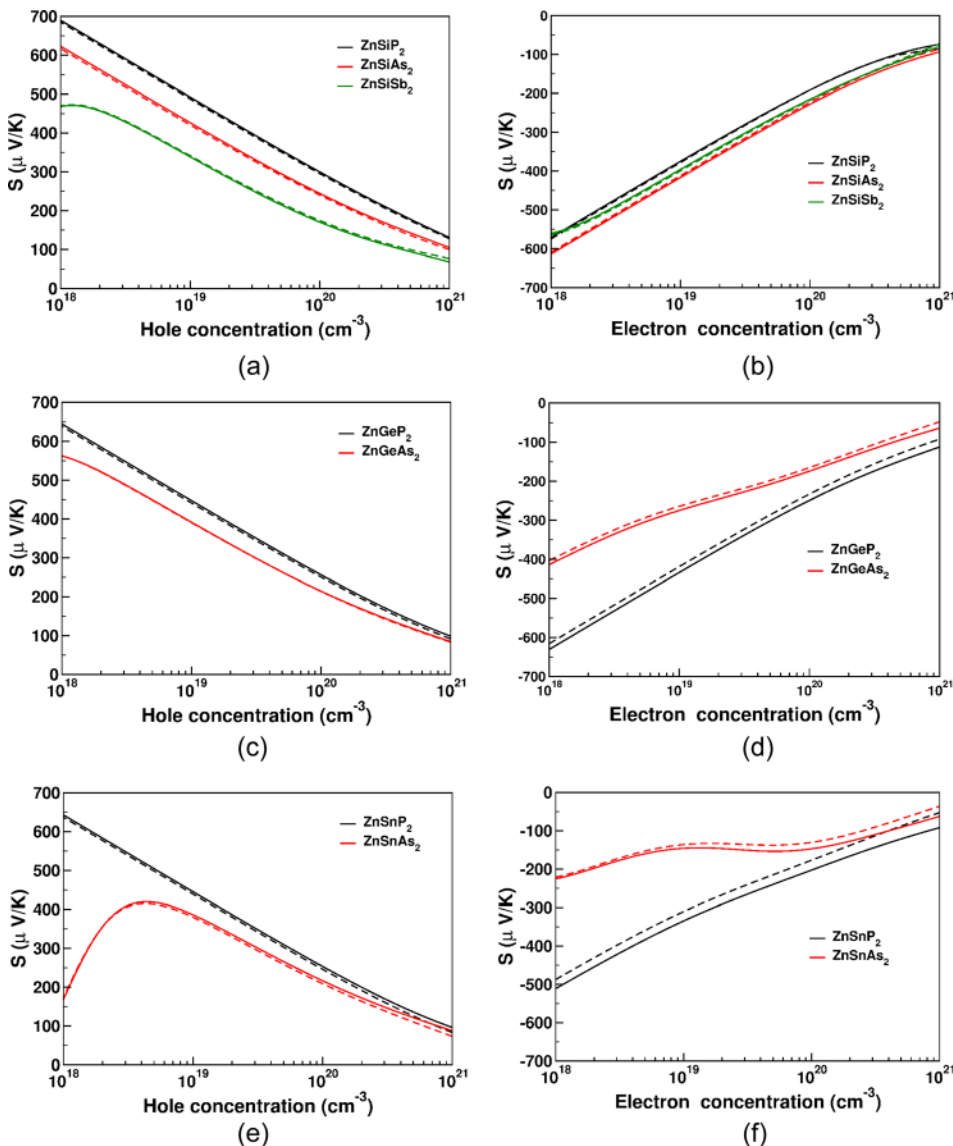 700
600
500
400
300
200
100
0
S (μ V/K)
ZnSiP2
ZnSiAs2
ZnSiSb2
10^18
10^19
10^20
10^21
Hole concentration (cm^-3)
(a)
0
-100
-200
-300
-400
-500
-600
-700
S (μ V/K)
ZnSiP2
ZnSiAs2
ZnSiSb2
10^18
10^19
10^20
10^21
Electron concentration (cm^-3)
(b)
700
600
500
400
300
200
100
0
S (μ V/K)
ZnGeP2
ZnGeAs2
10^18
10^19
10^20
10^21
Hole concentration (cm^-3)
(c)
0
-100
-200
-300
-400
-500
-600
-700
S (μ V/K)
ZnGeP2
ZnGeAs2
10^18
10^19
10^20
10^21
Electron concentration (cm^-3)
(d)
700
600
500
400
300
200
100
0
S (μ V/K)
ZnSnP2
ZnSnAs2
10^18
10^19
10^20
10^21
Hole concentration (cm^-3)
(e)
0
-100
-200
-300
-400
-500
-600
-700
S (μ V/K)
ZnSnP2
ZnSnAs2
10^18
10^19
10^20
10^21
Electron concentration (cm^-3)
(f)